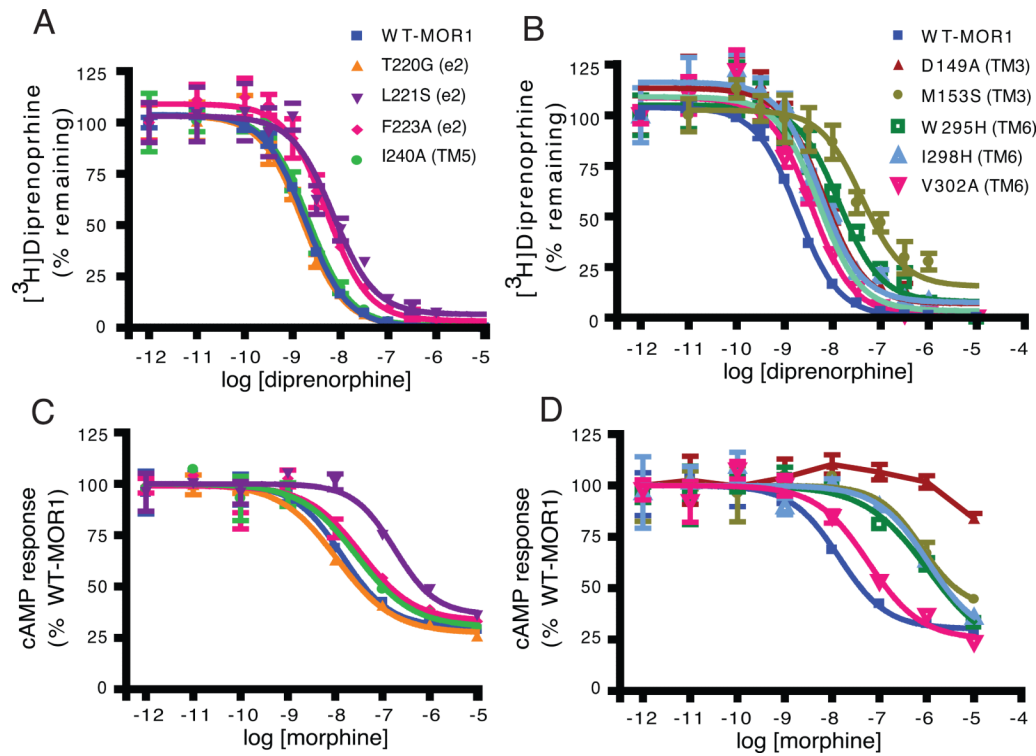 A
WT-MOR1
T220G (e2)
L221S (e2)
F223A (e2)
I240A (TM5)
[3H]Diprenorphine
(% remaining)
125
100
75
50
25
0
-12 -11 -10 -9 -8 -7 -6 -5
log [diprenorphine]
B
WT-MOR1
D149A (TM3)
M153S (TM3)
W295H (TM6)
I298H (TM6)
V302A (TM6)
[3H]Diprenorphine
(% remaining)
125
100
75
50
25
0
-12 -11 -10 -9 -8 -7 -6 -5 -4
log [diprenorphine]
C
cAMP response
(% WT-MOR1)
125
100
75
50
25
0
-12 -11 -10 -9 -8 -7 -6 -5
log [morphine]
D
cAMP response
(% WT-MOR1)
125
100
75
50
25
0
-12 -11 -10 -9 -8 -7 -6 -5 -4
log [morphine]